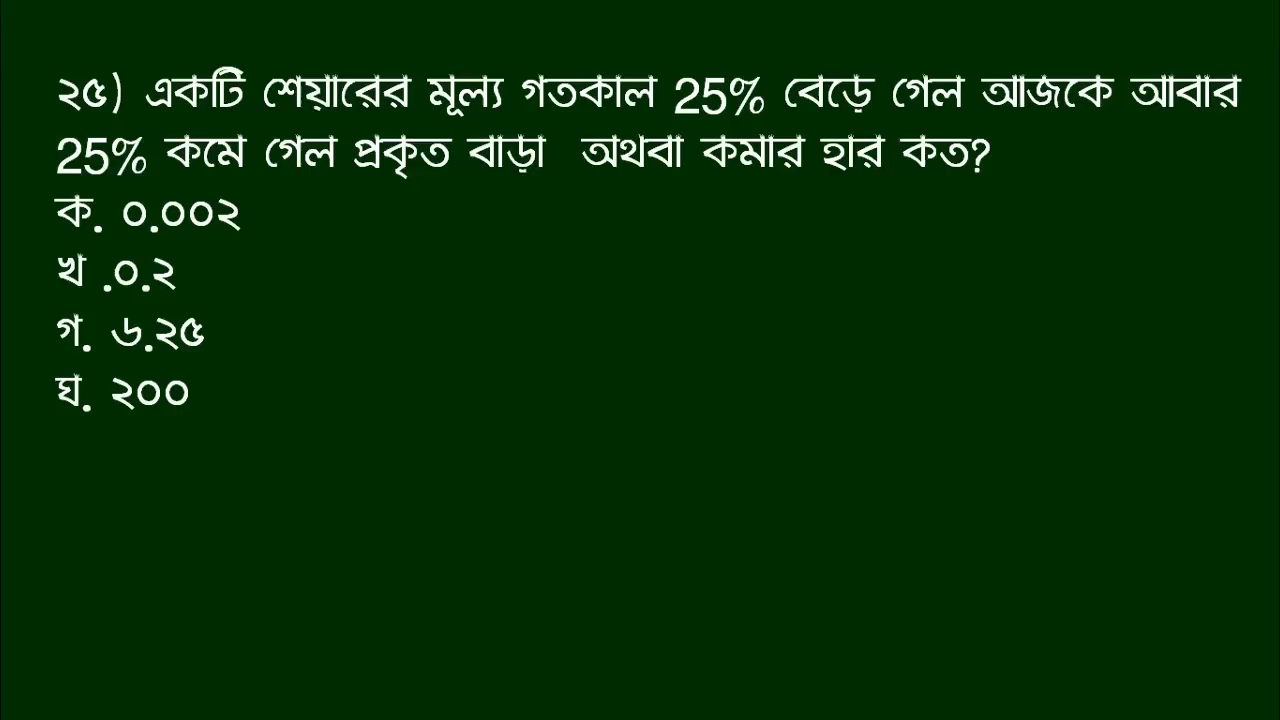 ২৫) একটি শেয়ারের মূল্য গতকাল 25% বেড়ে গেল আজকে আবার
25% কমে গেল প্রকৃত বাড়া অথবা কমার হার কত?
ক. ০.০০২
খ .০.২
গ. ৬.২৫
ঘ. ২০০